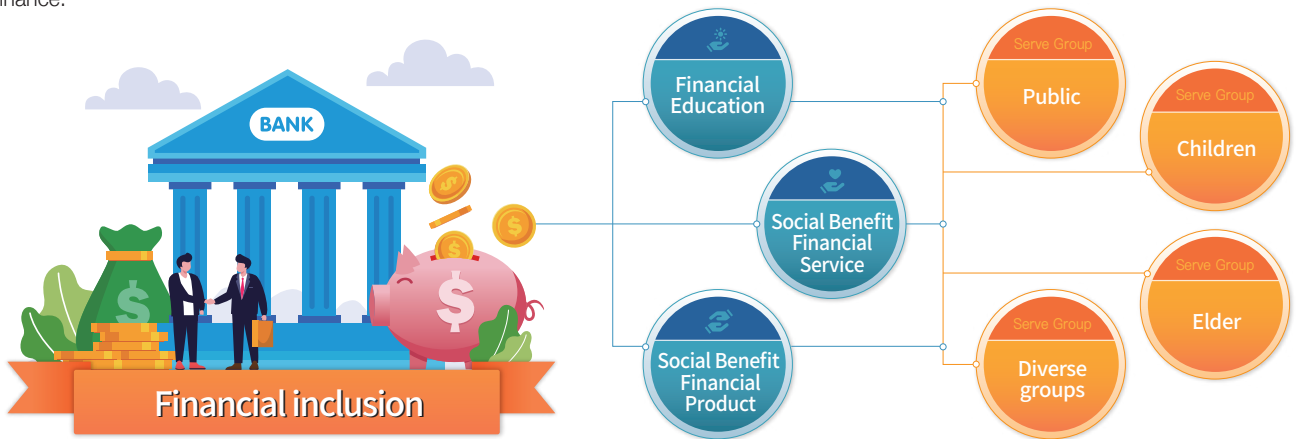 inance.
BANK
$
$
$
$
$
Financial inclusion
Financial
Education
Social Benefit
Financial
Service
Social Benefit
Financial
Product
Serve Group
Public
Serve Group
Children
Serve Group
Elder
Serve Group
Diverse
groups